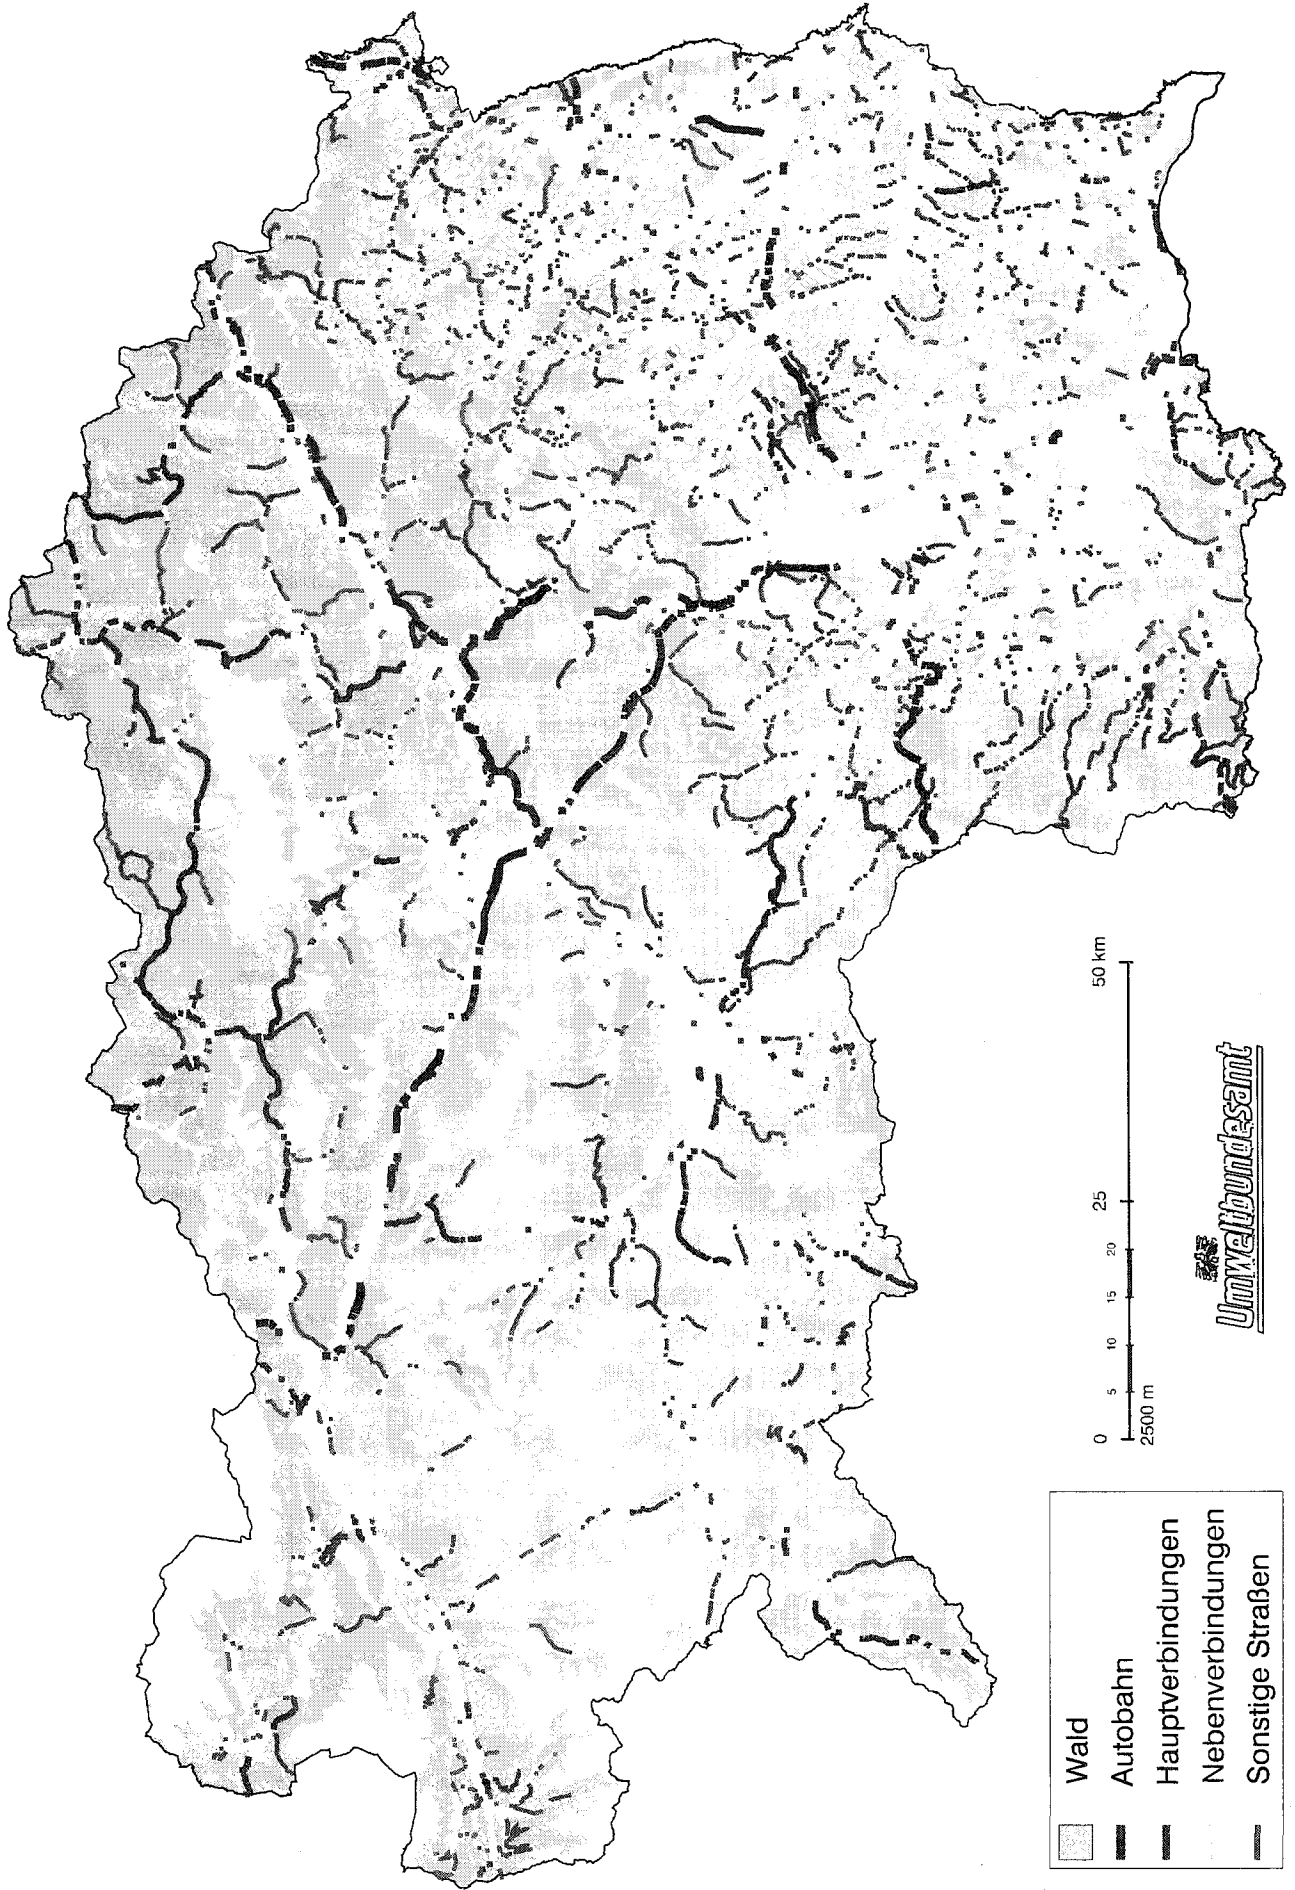 Wald
Autobahn
Hauptverbindungen
Nebenverbindungen
Sonstige Straßen
0 5 10 15 20 25 50 km
2500 m
Umweltbundesamt